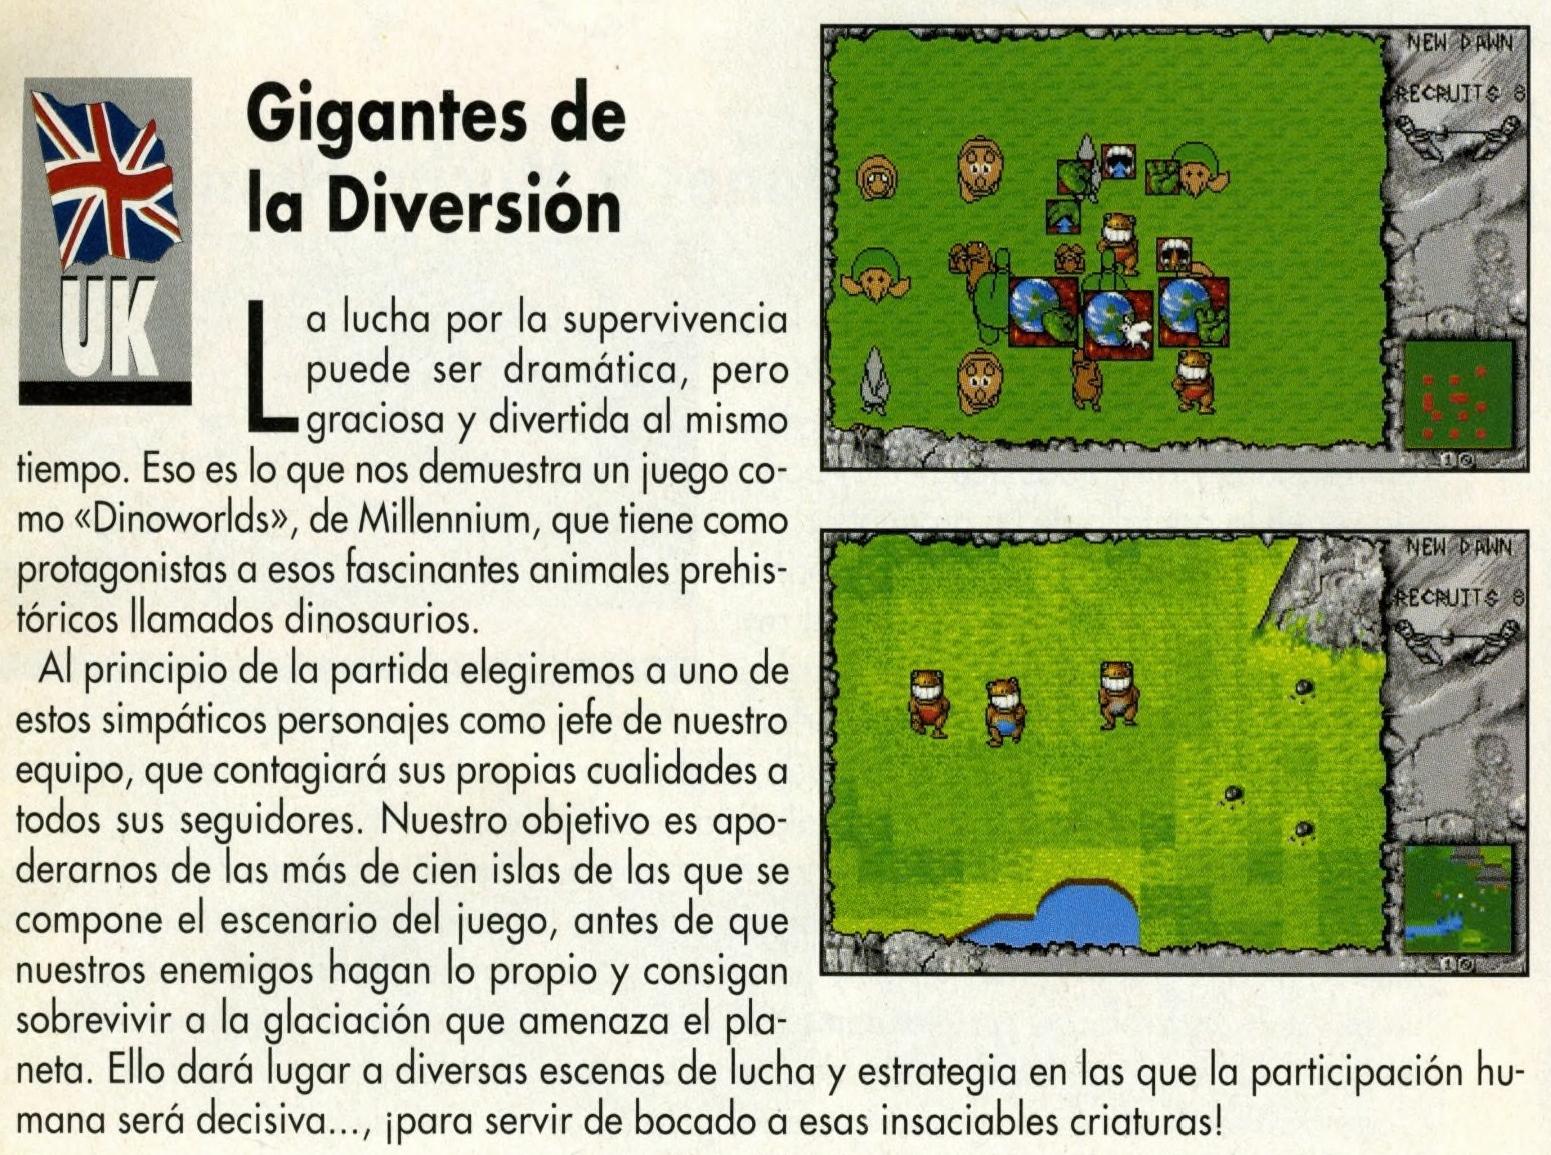 UK
Gigantes de
la Diversión
La lucha por la supervivencia
puede ser dramática, pero
graciosa y divertida al mismo
tiempo. Eso es lo que nos demuestra un juego co-
mo «Dinoworlds», de Millennium, que tiene como
protagonistas a esos fascinantes animales prehis-
tóricos llamados dinosaurios.
Al principio de la partida elegiremos a uno de
estos simpáticos personajes como jefe de nuestro
equipo, que contagiará sus propias cualidades a
todos sus seguidores. Nuestro objetivo es apo-
derarnos de las más de cien islas de las que se
compone el escenario del juego, antes de que
nuestros enemigos hagan lo propio y consigan
sobrevivir a la glaciación que amenaza el pla-
neta. Ello dará lugar a diversas escenas de lucha y estrategia en las que la participación hu-
mana será decisiva..., ¡para servir de bocado a esas insaciables criaturas!
NEW DAWN
RECRUITS 8
10
NEW DAWN
RECRUITS 8
10